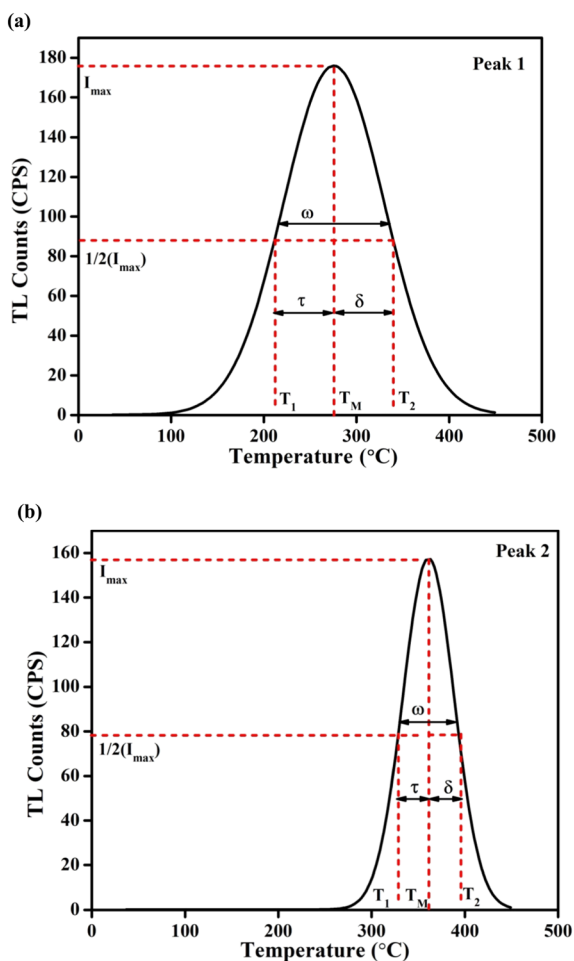 (a)
Peak 1
TL Counts (CPS)
180
160
140
120
100
80
60
40
20
0
I_max
1/2(I_max)
ω
τ
δ
T_1
T_M
T_2
0
100
200
300
400
500
Temperature (°C)
(b)
Peak 2
TL Counts (CPS)
160
140
120
100
80
60
40
20
0
I_max
1/2(I_max)
ω
τ
δ
T_1
T_M
T_2
0
100
200
300
400
500
Temperature (°C)